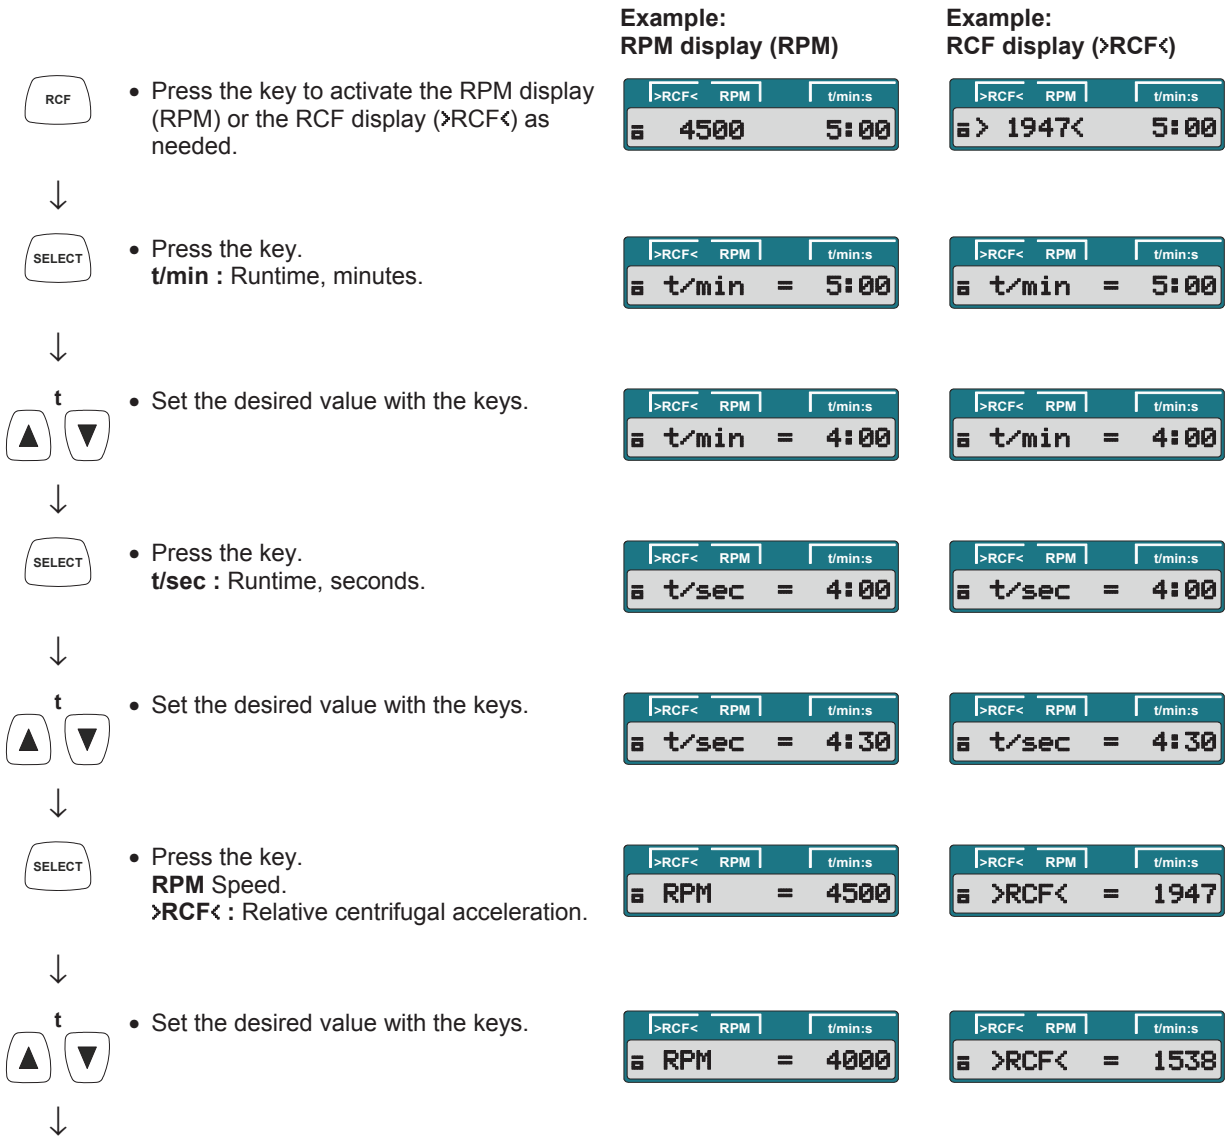 Example:
RPM display (RPM)
Example:
RCF display (>RCF<)
RCF
• Press the key to activate the RPM display
(RPM) or the RCF display (>RCF<) as
needed.
>RCF< RPM t/min:s
4500 5:00
>RCF< RPM t/min:s
> 1947< 5:00
↓
SELECT
• Press the key.
t/min : Runtime, minutes.
>RCF< RPM t/min:s
t/min = 5:00
>RCF< RPM t/min:s
t/min = 5:00
↓
t
▲ ▼
• Set the desired value with the keys.
>RCF< RPM t/min:s
t/min = 4:00
>RCF< RPM t/min:s
t/min = 4:00
↓
SELECT
• Press the key.
t/sec : Runtime, seconds.
>RCF< RPM t/min:s
t/sec = 4:00
>RCF< RPM t/min:s
t/sec = 4:00
↓
t
▲ ▼
• Set the desired value with the keys.
>RCF< RPM t/min:s
t/sec = 4:30
>RCF< RPM t/min:s
t/sec = 4:30
↓
SELECT
• Press the key.
RPM Speed.
>RCF< : Relative centrifugal acceleration.
>RCF< RPM t/min:s
RPM = 4500
>RCF< RPM t/min:s
>RCF< = 1947
↓
t
▲ ▼
• Set the desired value with the keys.
>RCF< RPM t/min:s
RPM = 4000
>RCF< RPM t/min:s
>RCF< = 1538
↓